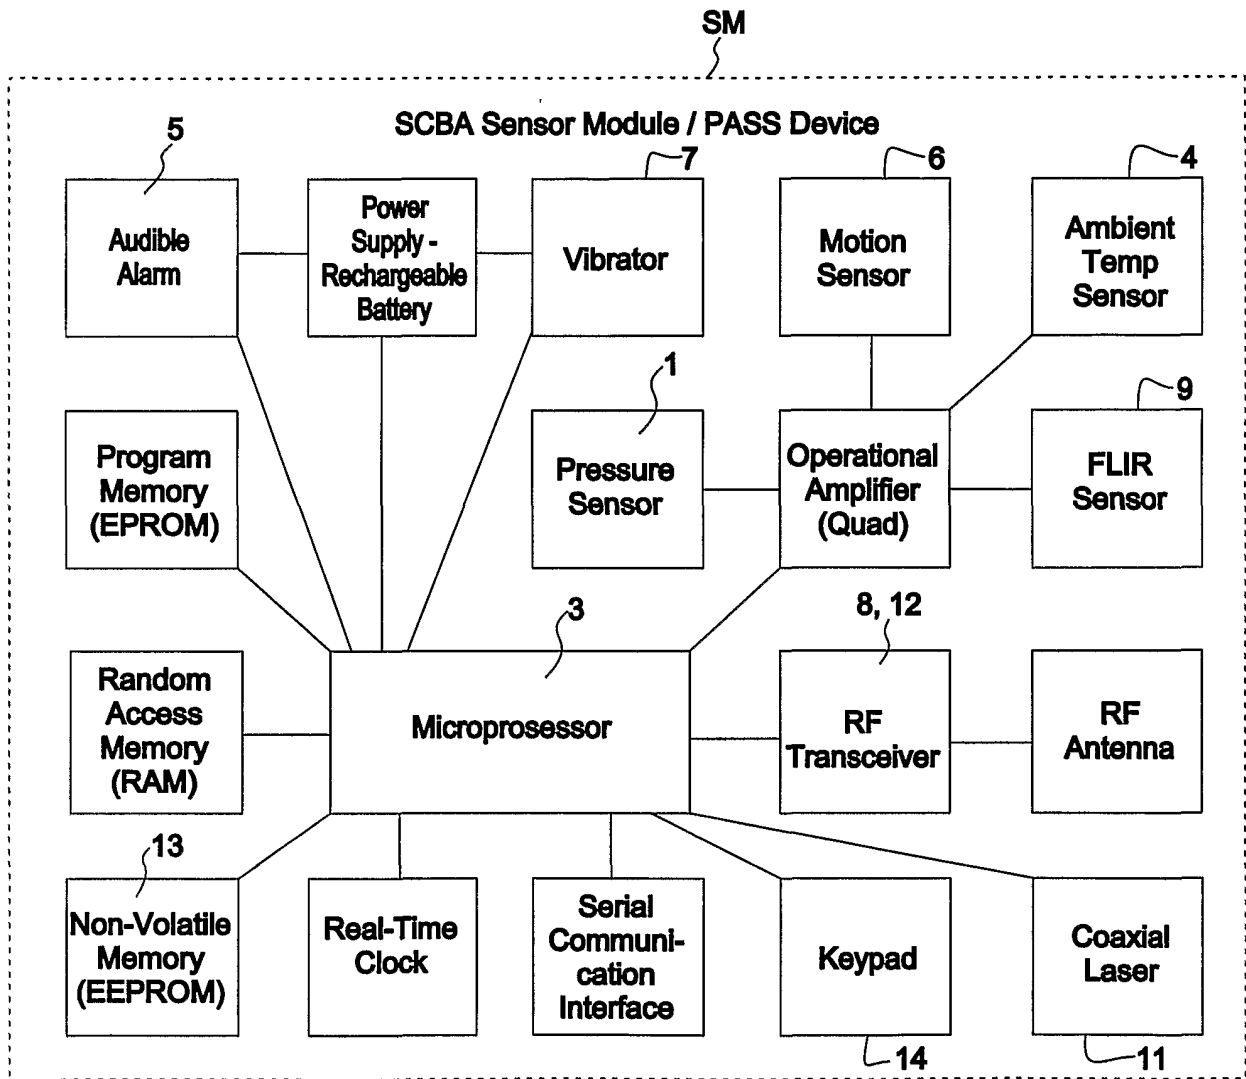 SM
SCBA Sensor Module / PASS Device
5
7
6
4
Audible
Alarm
Power
Supply -
Rechargeable
Battery
Vibrator
Motion
Sensor
Ambient
Temp
Sensor
1
9
Program
Memory
(EPROM)
Pressure
Sensor
Operational
Amplifier
(Quad)
FLIR
Sensor
3
8, 12
Random
Access
Memory
(RAM)
Microprosessor
RF
Transceiver
RF
Antenna
13
Non-Volatile
Memory
(EEPROM)
Real-Time
Clock
Serial
Communi-
cation
Interface
Keypad
Coaxial
Laser
14
11